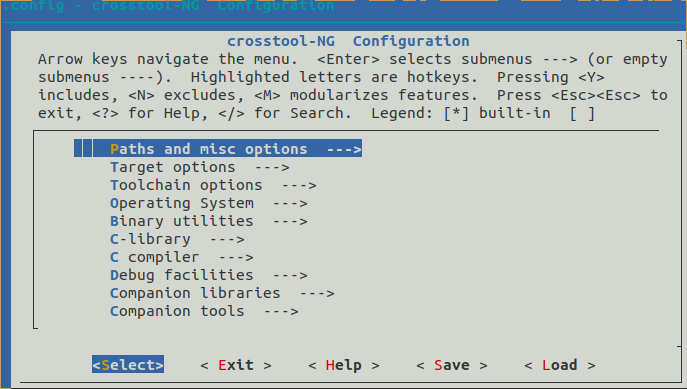 config - crosstool-NG Configuration
crosstool-NG Configuration
Arrow keys navigate the menu. <Enter> selects submenus ---> (or empty
submenus ----). Highlighted letters are hotkeys. Pressing <Y>
includes, <N> excludes, <M> modularizes features. Press <Esc><Esc> to
exit, <?> for Help, </> for Search. Legend: [*] built-in [ ]
Paths and misc options --->
Target options --->
Toolchain options --->
Operating System --->
Binary utilities --->
C-library --->
C compiler --->
Debug facilities --->
Companion libraries --->
Companion tools --->
<Select> < Exit > < Help > < Save > < Load >